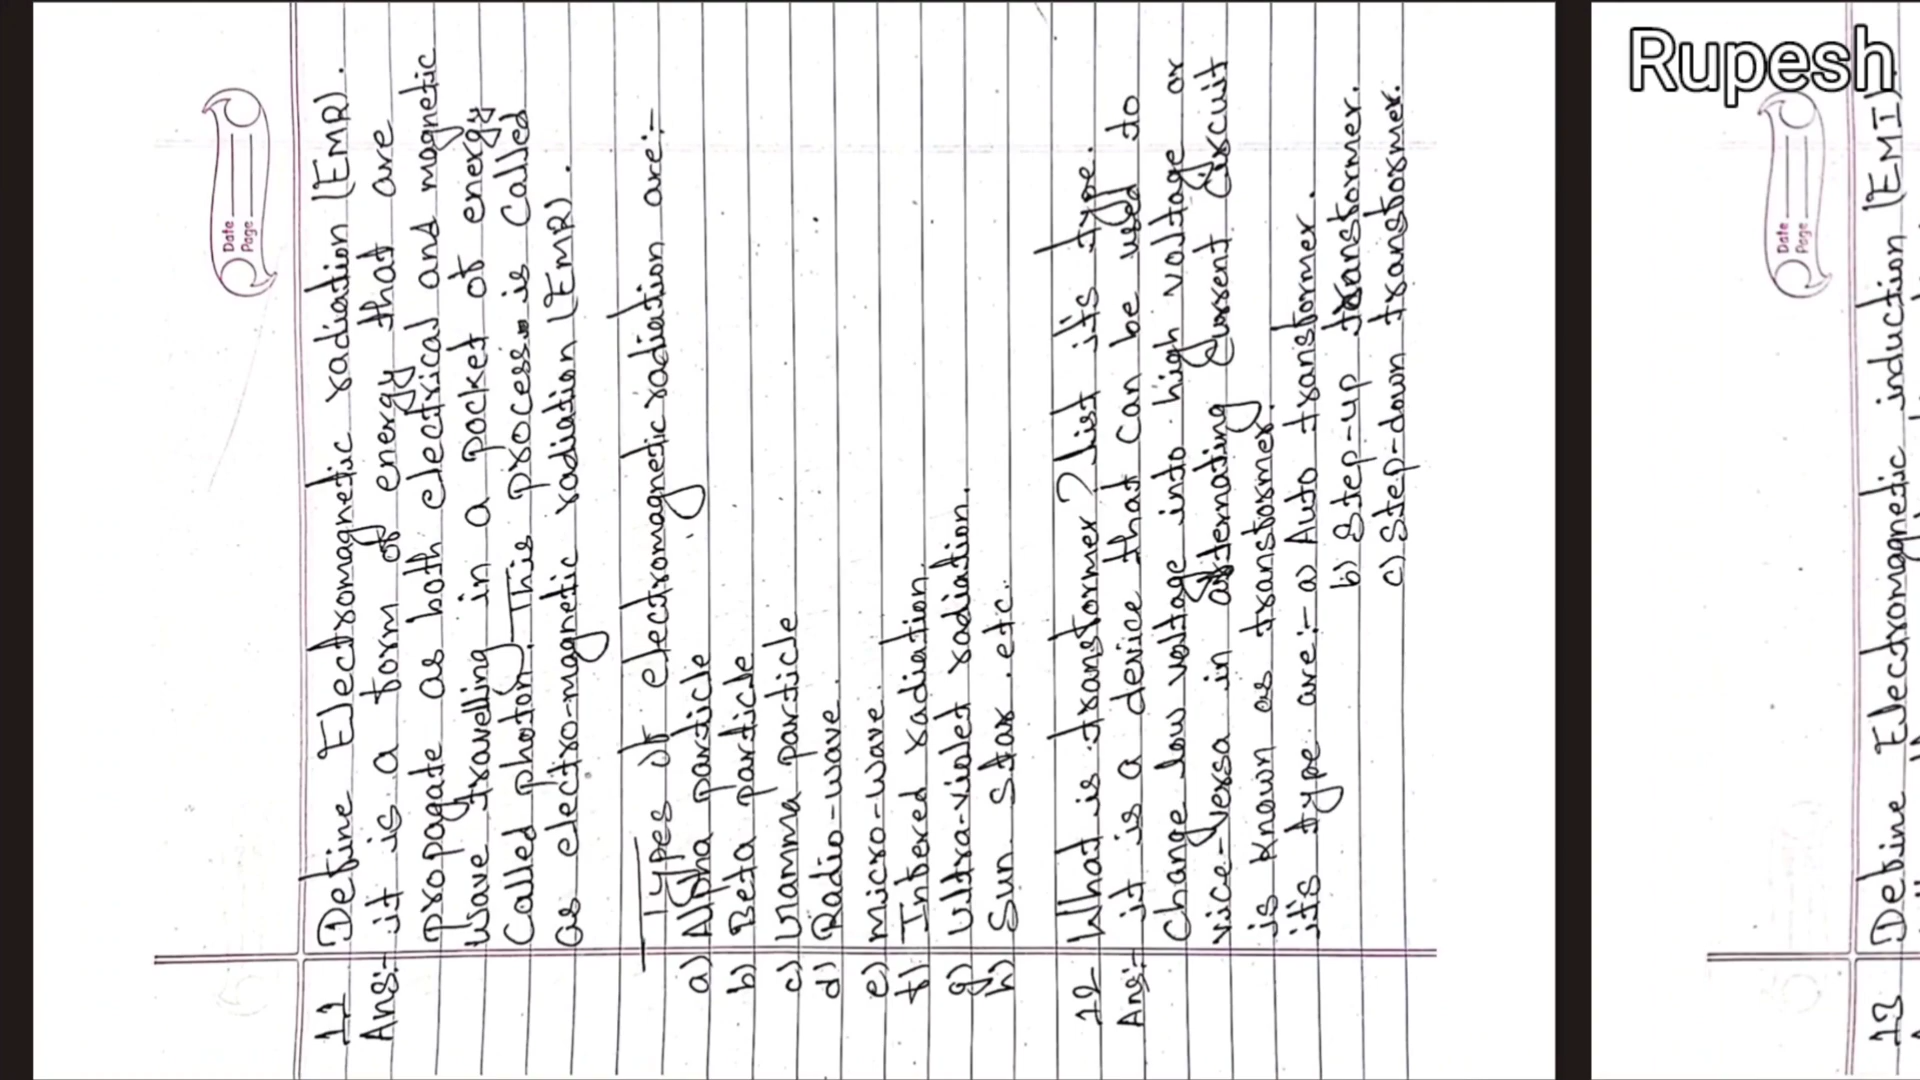 Rupesh
Date
Page
11 Define Electromagnetic radiation (EMR).
Ans:- it is a form of energy that are
propagate as both electrical and magnetic
wave travelling in a pocket of energy
called photon. This process is called
as electro-magnetic radiation (EMR).
Types of electromagnetic radiation are:-
a) Alpha particle
b) Beta particle
c) Gamma particle
d) Radio-wave.
e) micro-wave.
f) Infered radiation.
g) Ultra-violet radiation.
h) Sun. Star. etc.
12 What is transformer? List it's type.
Ans:- it is a device that can be used to
change low voltage into high voltage or
vice-versa in alternating current circuit
is known as transformer.
it's type are:- a) Auto transformer.
b) Step-up transformer.
c) Step-down transformer.
Date
Page
13 Define Electromagnetic induction (EMI)